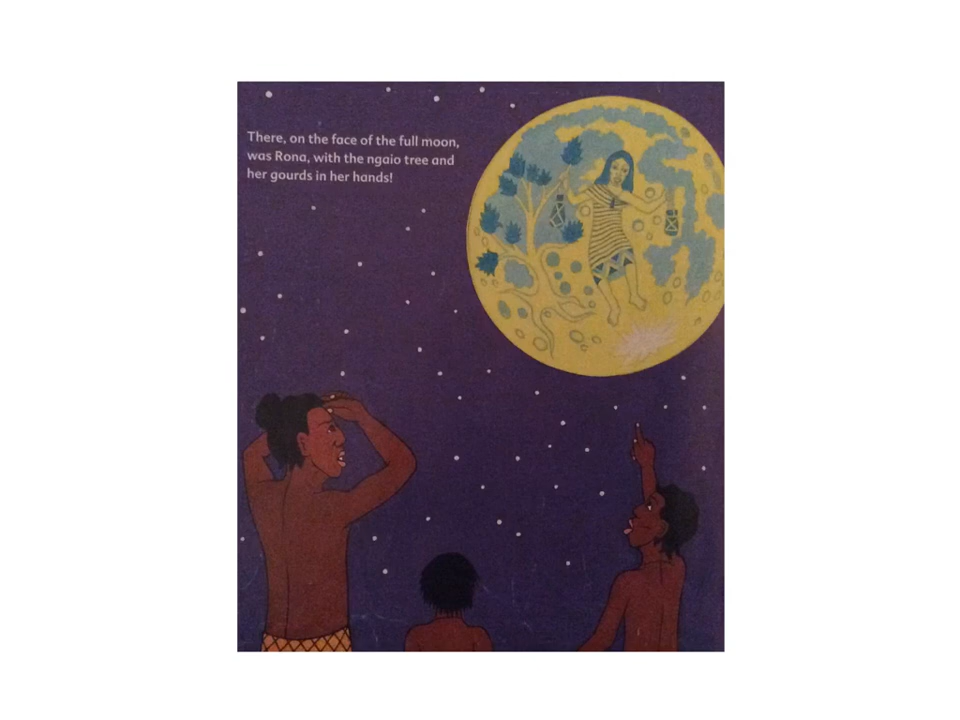 There, on the face of the full moon,
was Rona, with the ngaio tree and
her gourds in her hands!